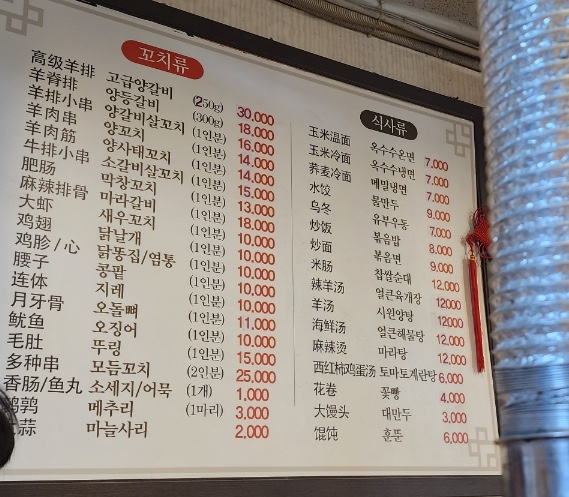 꼬치류
高级羊排 고급양갈비 (250g) 30.000
羊脊排 양등갈비 (300g) 18.000
羊排小串 양갈비살꼬치 (1인분) 16.000
羊肉串 양꼬치 (1인분) 14.000
羊肉筋 양사태꼬치 (1인분) 14.000
牛排小串 소갈비살꼬치 (1인분) 15.000
肥肠 막창꼬치 (1인분) 13.000
麻辣排骨 마라갈비 (1인분) 18.000
大虾 새우꼬치 (1인분) 10.000
鸡翅 닭날개 (1인분) 10.000
鸡胗/心 닭똥집/염통 (1인분) 10.000
腰子 콩팥 (1인분) 10.000
连体 지레 (1인분) 10.000
月牙骨 오돌뼈 (1인분) 11.000
鱿鱼 오징어 (1인분) 10.000
毛肚 뚜링 (1인분) 15.000
多种串 모듬꼬치 (2인분) 25.000
香肠/鱼丸 소세지/어묵 (1개) 1.000
鹌鹑 메추리 (1마리) 3.000
大蒜 마늘사리 2.000
식사류
玉米温面 옥수수온면 7.000
玉米冷面 옥수수냉면 7.000
荞麦冷面 메밀냉면 7.000
水饺 물만두 9.000
乌冬 유부우동 7.000
炒饭 볶음밥 8.000
炒面 볶음면 9.000
米肠 찹쌀순대 12.000
辣羊汤 얼큰육개장 12000
羊汤 시원양탕 12000
海鲜汤 얼큰해물탕 12.000
麻辣烫 마라탕 12.000
西红柿鸡蛋汤 토마토계란탕 6.000
花卷 꽃빵 4.000
大馒头 대만두 3.000
馄饨 훈뚠 6,000